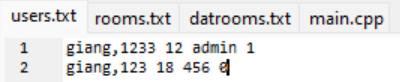 users.txt rooms.txt datrooms.txt main.cpp
1 giang,1233 12 admin 1
2 giang,123 18 456 0